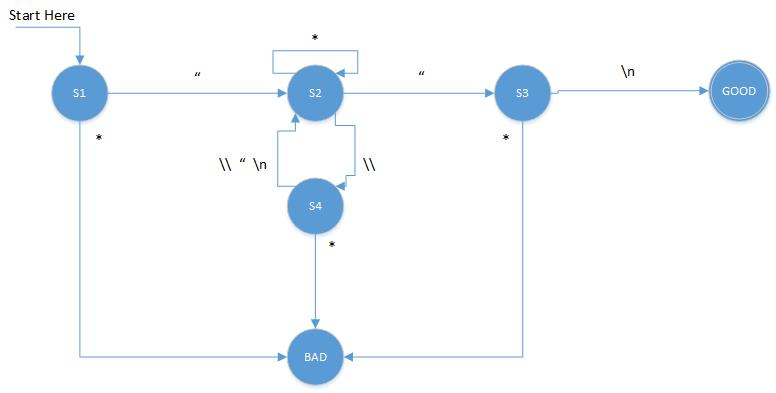 Start Here
*
“
“
\n
S1
S2
S3
GOOD
*
*
\\ “ \n
\\
S4
*
BAD